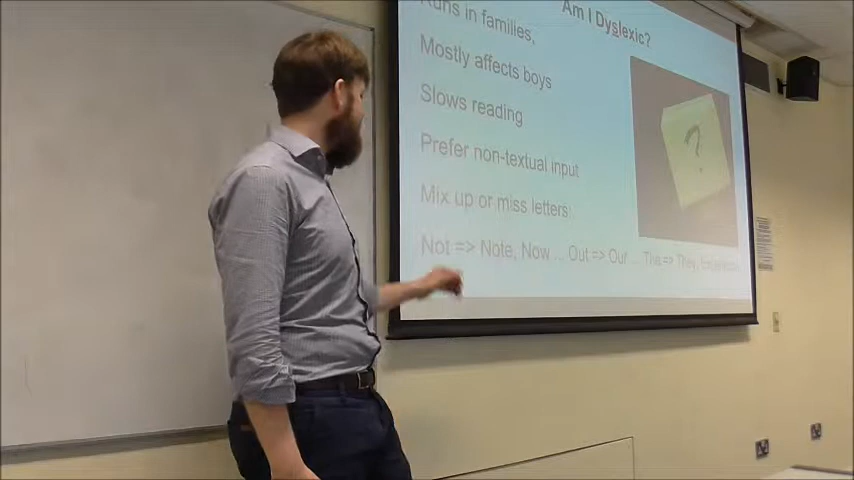 Am I Dyslexic?
Runs in families,
Mostly affects boys
Slows reading
Prefer non-textual input
Mix up or miss letters:
Not => Note, Now ... Out => Our ... The => They,
?